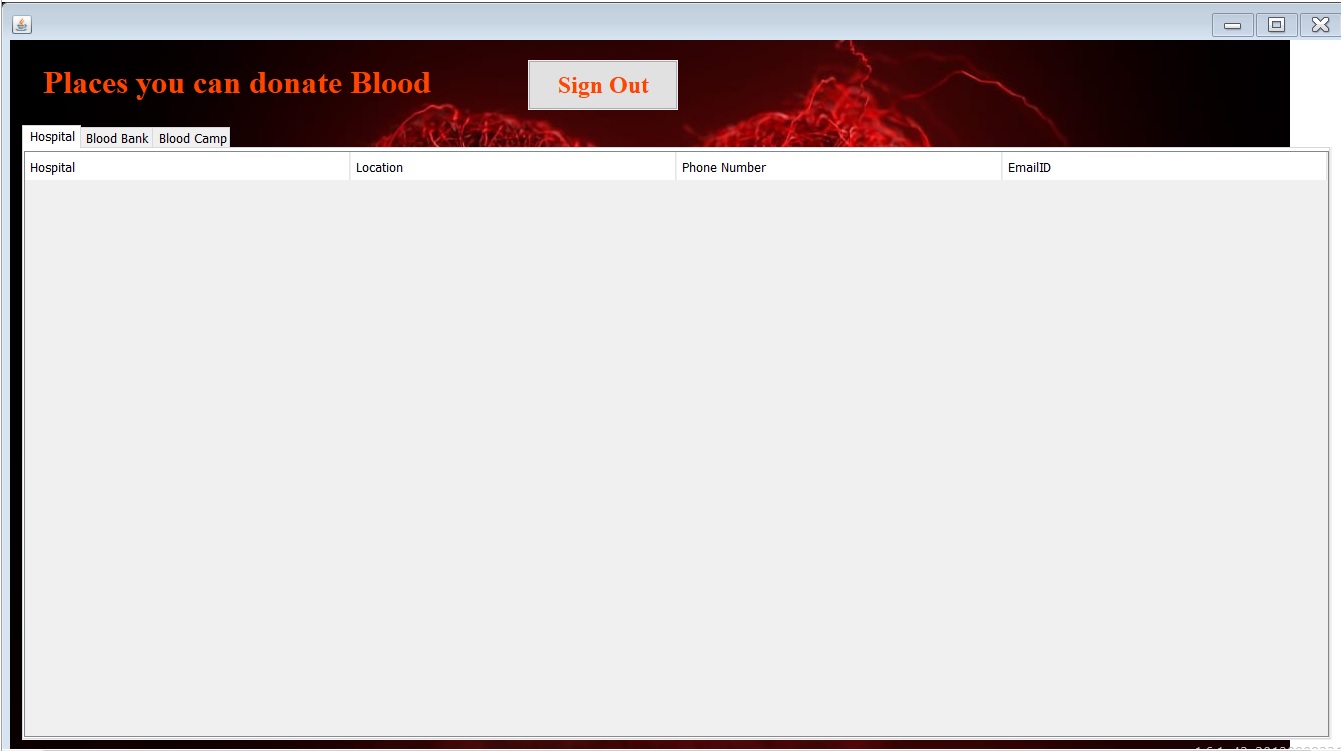 Places you can donate Blood
Sign Out
Hospital Blood Bank Blood Camp
Hospital Location Phone Number EmailID